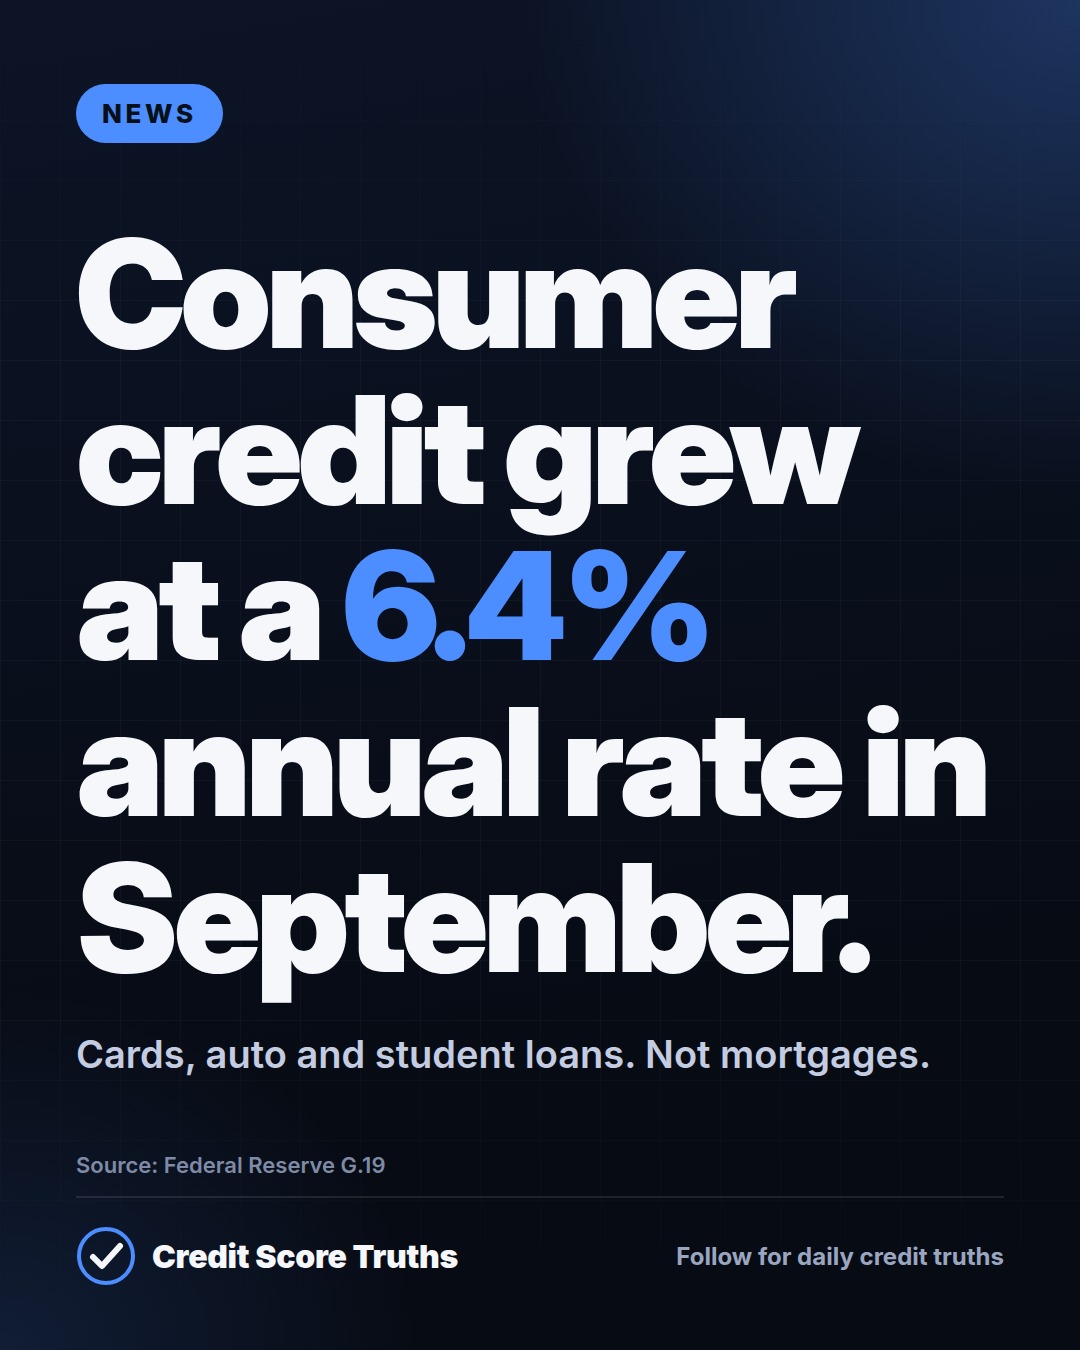 NEWS
Consumer
credit grew
at a 6.4%
annual rate in
September.
Cards, auto and student loans. Not mortgages.
Source: Federal Reserve G.19
Credit Score Truths
Follow for daily credit truths